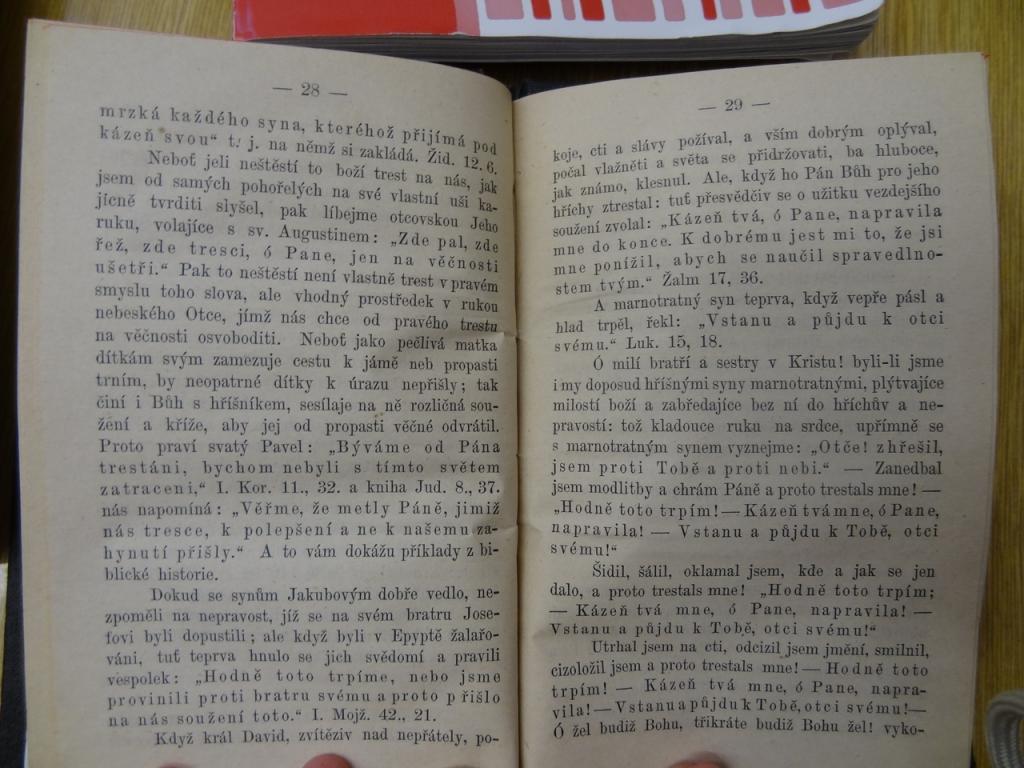 — 28 —
mrzká každého syna, kteréhož přijímá pod
kázeň svou“ t. j. na němž si zakládá. Žid. 12. 6.
Neboť jeli neštěstí to boží trest na nás, jak
jsem od samých pohořelých na své vlastní uši ka-
jícně tvrditi slyšel, pak líbejme otcovskou Jeho
ruku, volajíce s sv. Augustinem: „Zde pal, zde
řež, zde tresci, ó Pane, jen na věčnosti
ušetři.“ Pak to neštěstí není vlastně trest v pravém
smyslu toho slova, ale vhodný prostředek v rukou
nebeského Otce, jímž nás chce od pravého trestu
na věčnosti osvoboditi. Neboť jako pečlivá matka
dítkám svým zamezuje cestu k jámě neb propasti
trním, by neopatrné dítky k úrazu nepřišly; tak
činí i Bůh s hříšníkem, sesílaje na ně rozličná sou-
žení a kříže, aby jej od propasti věčné odvrátil.
Proto praví svatý Pavel: „Býváme od Pána
trestáni, bychom nebyli s tímto světem
zatraceni,“ I. Kor. 11., 32. a kniha Jud. 8., 37.
nás napomíná: „Věřme, že metly Páně, jimiž
nás tresce, k polepšení a ne k našemu za-
hynutí přišly.“ A to vám dokážu příklady z bi-
blické historie.
Dokud se synům Jakubovým dobře vedlo, ne-
zpoměli na nepravost, jíž se na svém bratru Jose-
fovi byli dopustili; ale když byli v Epyptě žalařo-
váni, tuť teprva hnulo se jich svědomí a pravili
vespolek: „Hodně toto trpíme, nebo jsme
provinili proti bratru svému a proto přišlo
na nás soužení toto.“ I. Mojž. 42., 21.
Když král David, zvítěziv nad nepřátely, po-
— 29 —
koje, cti a slávy požíval, a vším dobrým oplýval,
počal vlažněti a světa se přidržovati, ba hluboce,
jak známo, klesnul. Ale, když ho Pán Bůh pro jeho
hříchy ztrestal: tuť přesvědčiv se o užitku vezdejšího
soužení zvolal: „Kázeň tvá, ó Pane, napravila
mne do konce. K dobrému jest mi to, že jsi
mne ponížil, abych se naučil spravedlno-
stem tvým.“ Žalm 17, 36.
A marnotratný syn teprva, když vepře pásl a
hlad trpěl, řekl: „Vstanu a půjdu k otci
svému.“ Luk. 15, 18.
Ó milí bratří a sestry v Kristu! byli-li jsme
i my doposud hříšnými syny marnotratnými, plýtvajíce
milostí boží a zabředajíce bez ní do hříchův a ne-
pravostí: tož kladouce ruku na srdce, upřímně se
s marnotratným synem vyznejme: „Otče! zhřešil,
jsem proti Tobě a proti nebi.“ — Zanedbal
jsem modlitby a chrám Páně a proto trestals mne! —
„Hodně toto trpím! — Kázeň tvá mne, ó Pane,
napravila! — Vstanu a půjdu k Tobě, otci
svému!“
Šidil, šálil, oklamal jsem, kde a jak se jen
dalo, a proto trestals mne! „Hodně toto trpím;
— Kázeň tvá mne, ó Pane, napravila! —
Vstanu a půjdu k Tobě, otci svému!“
Utrhal jsem na cti, odcizil jsem jmění, smilnil,
cizoložil jsem a proto trestals mne! — Hodně toto
trpím! — Kázeň tvá mne, ó Pane, napra-
vila! — Vstanu a půjdu k Tobě, otci svému! —
Ó žel budiž Bohu, třikráte budiž Bohu žel! vyko-